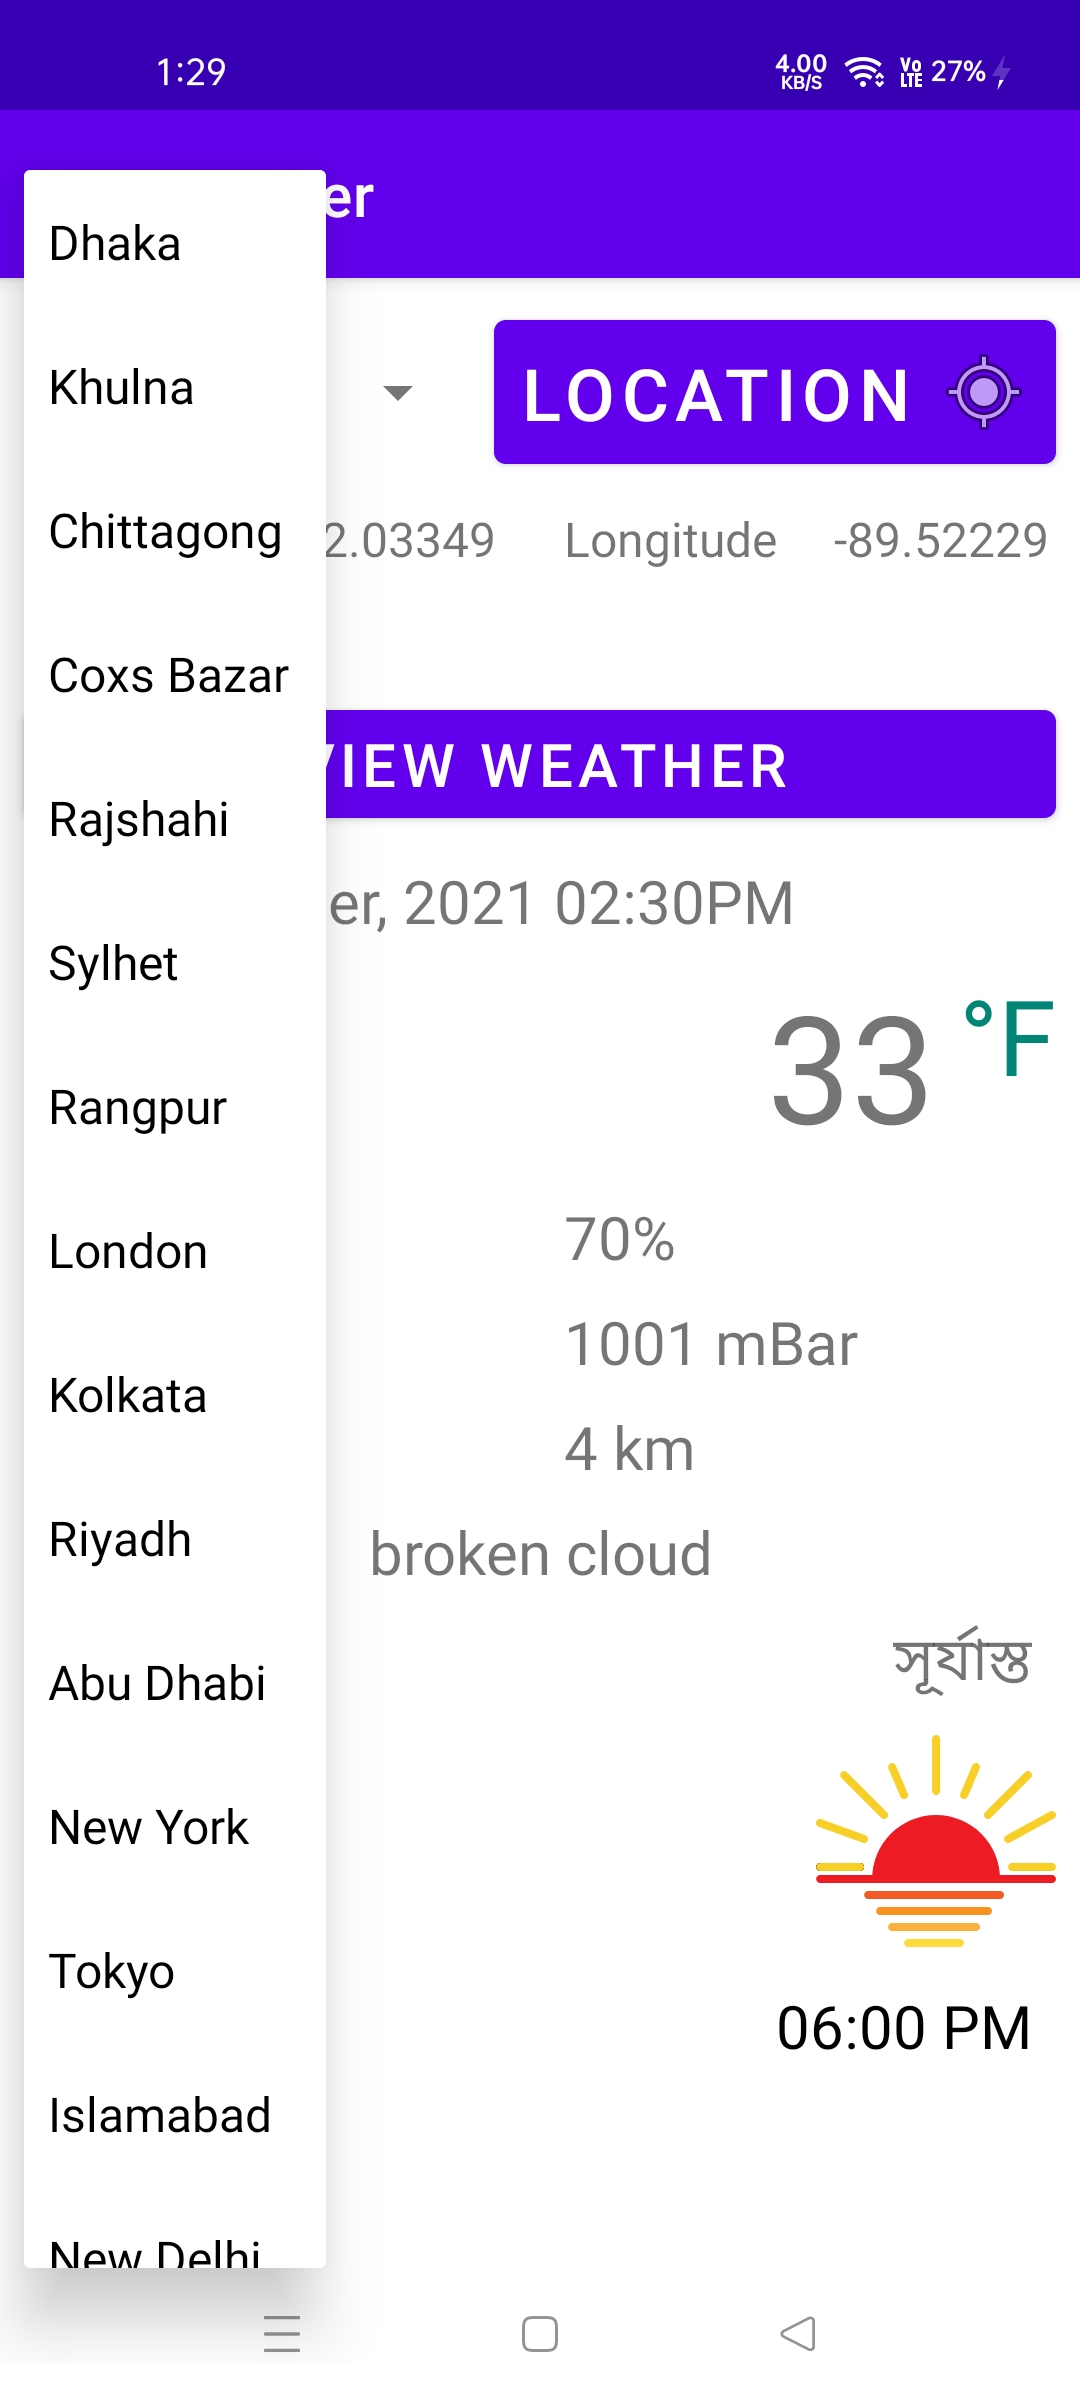 1:29 4.00 KB/S Vo LTE 27%
er
Dhaka
Khulna
LOCATION
Chittagong
2.03349 Longitude -89.52229
Coxs Bazar
VIEW WEATHER
Rajshahi
er, 2021 02:30PM
Sylhet
33 °F
Rangpur
London
70%
Kolkata
1001 mBar
4 km
Riyadh
broken cloud
Abu Dhabi
সূর্যাস্ত
New York
Tokyo
06:00 PM
Islamabad
New Delhi